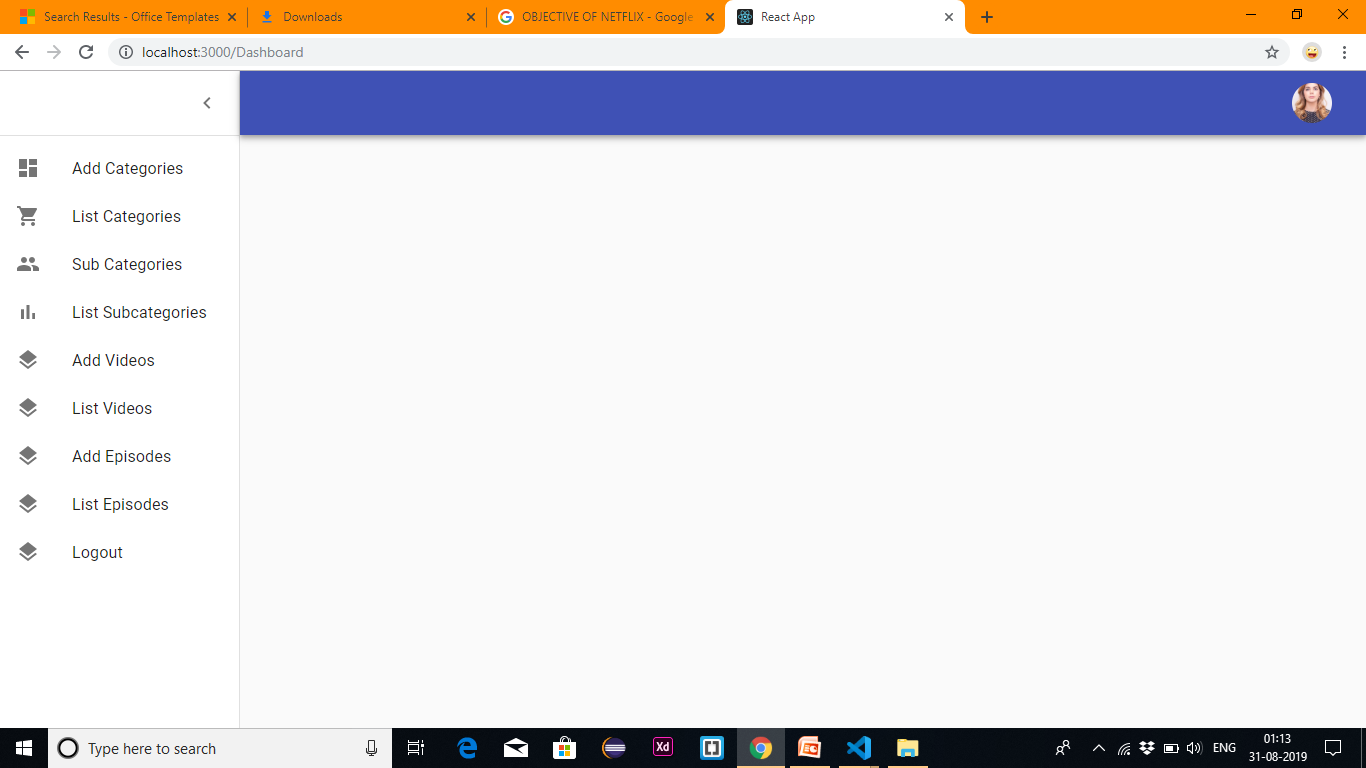 Search Results - Office Templates
Downloads
OBJECTIVE OF NETFLIX - Google
React App
localhost:3000/Dashboard
Add Categories
List Categories
Sub Categories
List Subcategories
Add Videos
List Videos
Add Episodes
List Episodes
Logout
Type here to search
Xd
ENG
01:13
31-08-2019